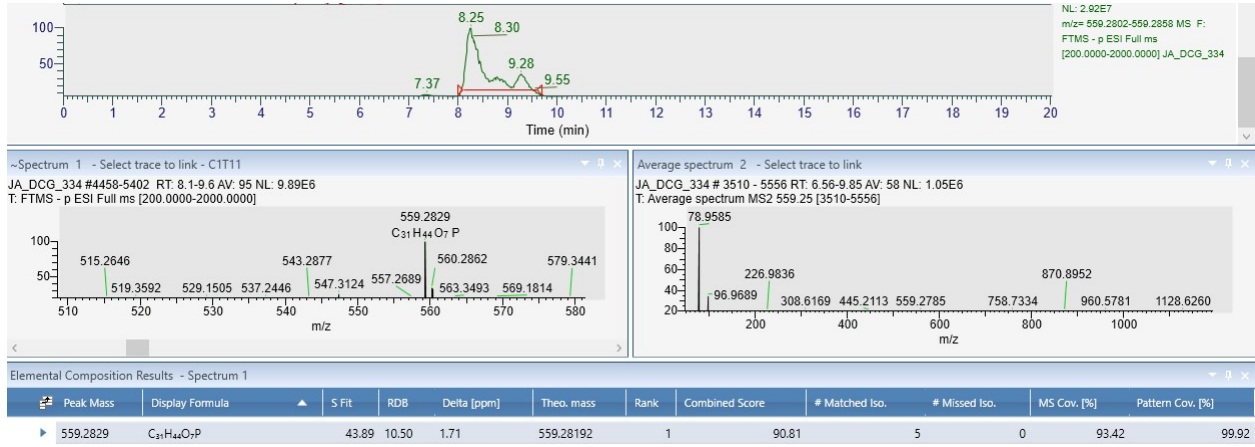 NL: 2.92E7
m/z= 559.2802-559.2858 MS F:
FTMS - p ESI Full ms
[200.0000-2000.0000] JA_DCG_334
100
50
8.25
8.30
9.28
7.37
9.55
0 1 2 3 4 5 6 7 8 9 10 11 12 13 14 15 16 17 18 19 20
Time (min)
~Spectrum 1 - Select trace to link - C1T11
JA_DCG_334 #4458-5402 RT: 8.1-9.6 AV: 95 NL: 9.89E6
T: FTMS - p ESI Full ms [200.0000-2000.0000]
559.2829
C₃₁H₄₄O₇P
100
50
515.2646 543.2877 560.2862 579.3441
519.3592 529.1505 537.2446 547.3124 557.2689 563.3493 569.1814
510 520 530 540 550 560 570 580
m/z
Average spectrum 2 - Select trace to link
JA_DCG_334 # 3510 - 5556 RT: 6.56-9.85 AV: 58 NL: 1.05E6
T: Average spectrum MS2 559.25 [3510-5556]
78.9585
100
80
60
40
20
226.9836 870.8952
96.9689 308.6169 445.2113 559.2785 758.7334 960.5781 1128.6260
200 400 600 800 1000
m/z
Elemental Composition Results - Spectrum 1
Peak Mass Display Formula S Fit RDB Delta [ppm] Theo. mass Rank Combined Score # Matched Iso. # Missed Iso. MS Cov. [%] Pattern Cov. [%]
559.2829 C₃₁H₄₄O₇P 43.89 10.50 1.71 559.28192 1 90.81 5 0 93.42 99.92